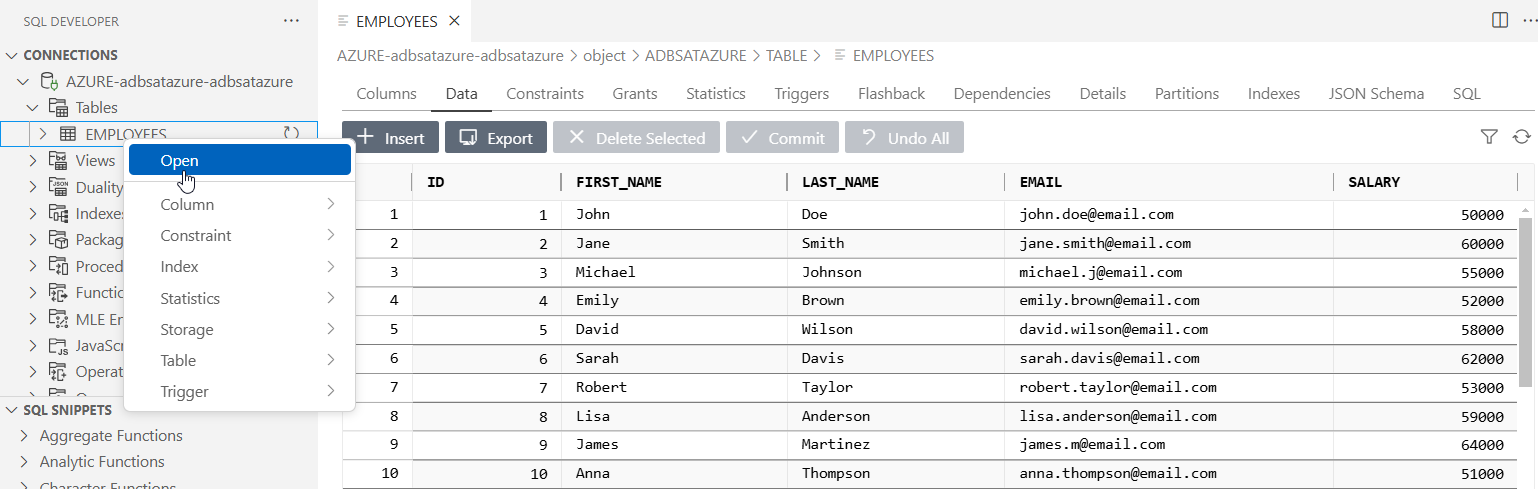 SQL DEVELOPER
CONNECTIONS
AZURE-adbsatazure-adbsatazure
Tables
EMPLOYEES
Views
Duality
Indexes
Packag
Proced
Functio
MLE En
JavaScr
Operat
SQL SNIPPETS
Aggregate Functions
Analytic Functions
Character Functions
Open
Column
Constraint
Index
Statistics
Storage
Table
Trigger
EMPLOYEES
AZURE-adbsatazure-adbsatazure > object > ADBSATAZURE > TABLE > EMPLOYEES
Columns Data Constraints Grants Statistics Triggers Flashback Dependencies Details Partitions Indexes JSON Schema SQL
Insert Export Delete Selected Commit Undo All
ID FIRST_NAME LAST_NAME EMAIL SALARY
1 1 John Doe john.doe@email.com 50000
2 2 Jane Smith jane.smith@email.com 60000
3 3 Michael Johnson michael.j@email.com 55000
4 4 Emily Brown emily.brown@email.com 52000
5 5 David Wilson david.wilson@email.com 58000
6 6 Sarah Davis sarah.davis@email.com 62000
7 7 Robert Taylor robert.taylor@email.com 53000
8 8 Lisa Anderson lisa.anderson@email.com 59000
9 9 James Martinez james.m@email.com 64000
10 10 Anna Thompson anna.thompson@email.com 51000